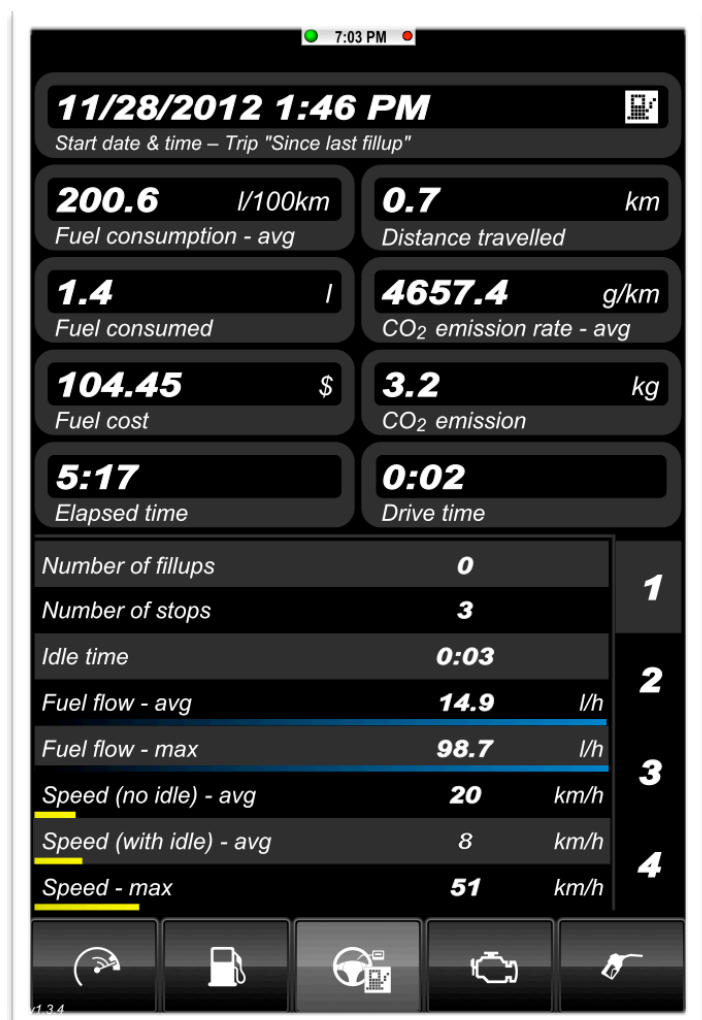 7:03 PM
11/28/2012 1:46 PM
Start date & time – Trip "Since last fillup"
200.6 l/100km
Fuel consumption - avg
0.7 km
Distance travelled
1.4 l
Fuel consumed
4657.4 g/km
CO2 emission rate - avg
104.45 $
Fuel cost
3.2 kg
CO2 emission
5:17
Elapsed time
0:02
Drive time
Number of fillups 0
Number of stops 3
Idle time 0:03
Fuel flow - avg 14.9 l/h
Fuel flow - max 98.7 l/h
Speed (no idle) - avg 20 km/h
Speed (with idle) - avg 8 km/h
Speed - max 51 km/h
1
2
3
4
v1.3.4